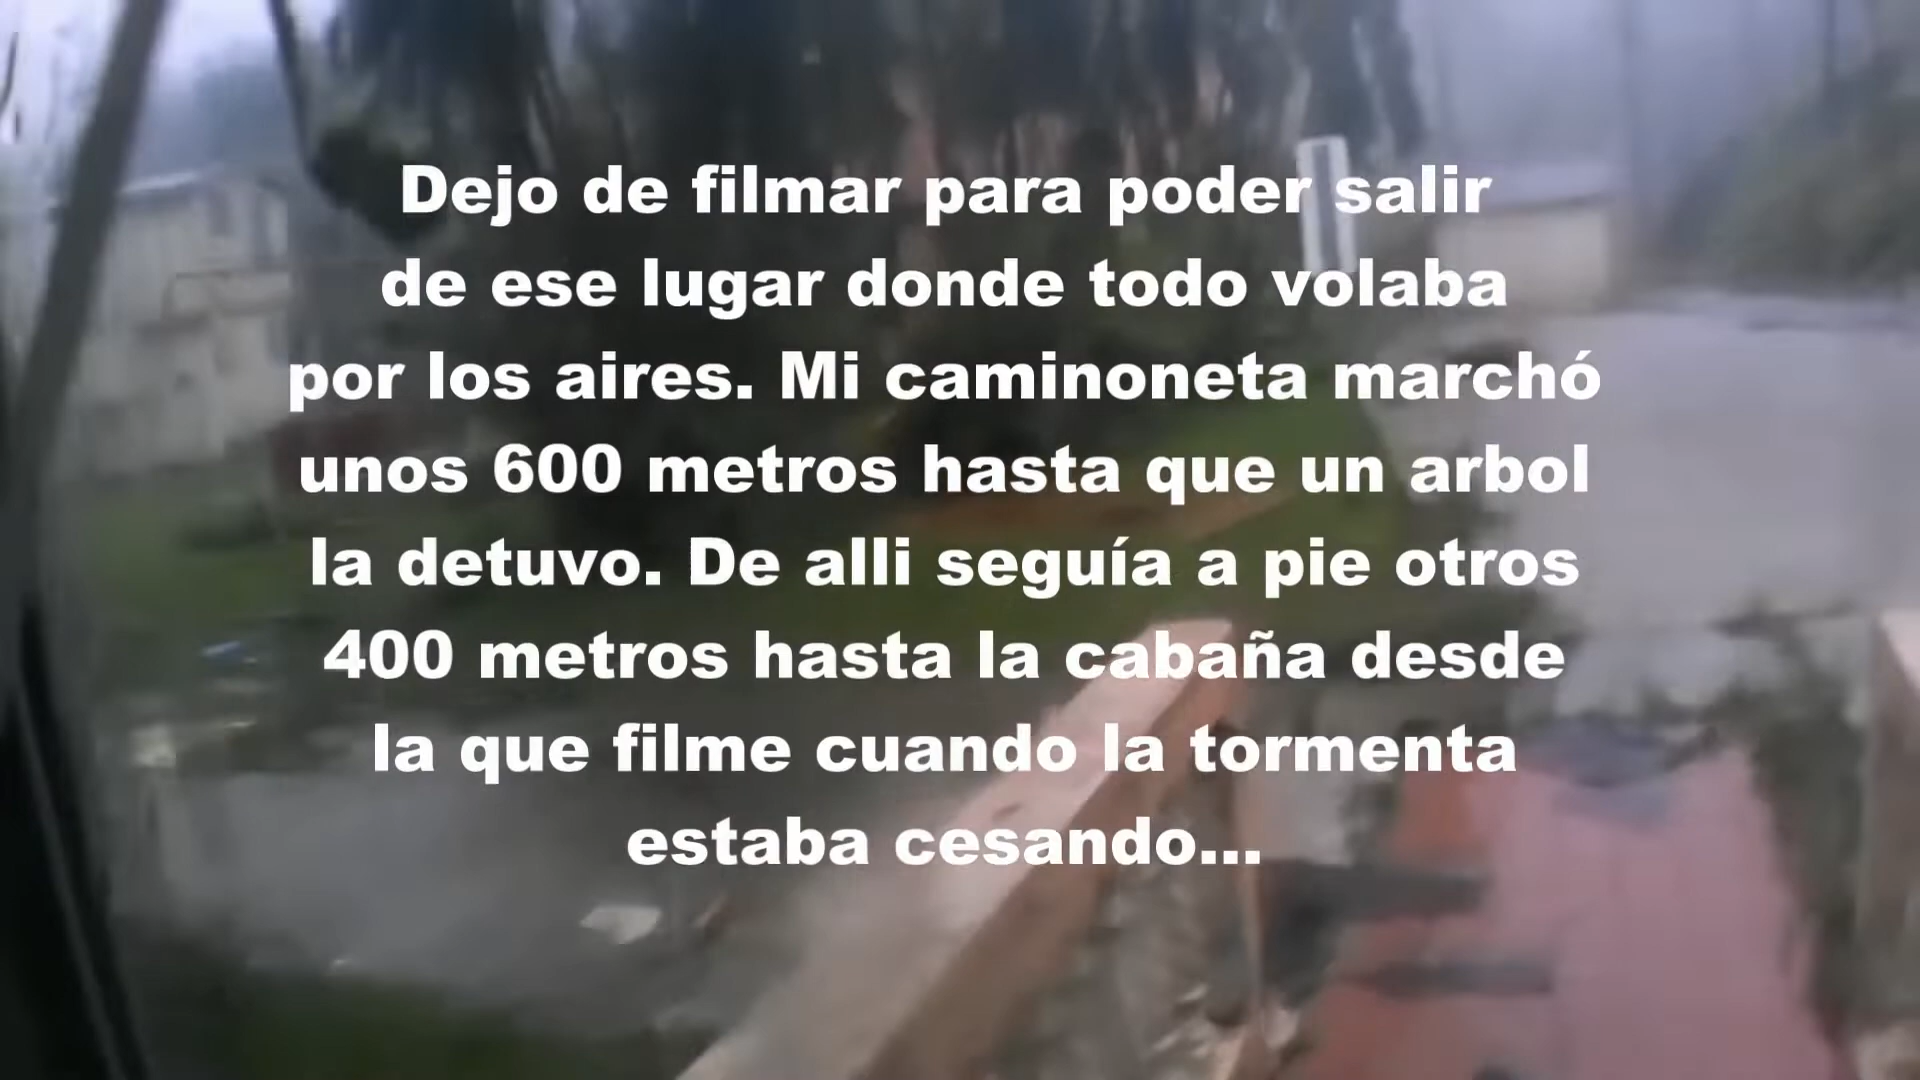 Dejo de filmar para poder salir
de ese lugar donde todo volaba
por los aires. Mi caminoneta marchó
unos 600 metros hasta que un arbol
la detuvo. De alli seguía a pie otros
400 metros hasta la cabaña desde
la que filme cuando la tormenta
estaba cesando...